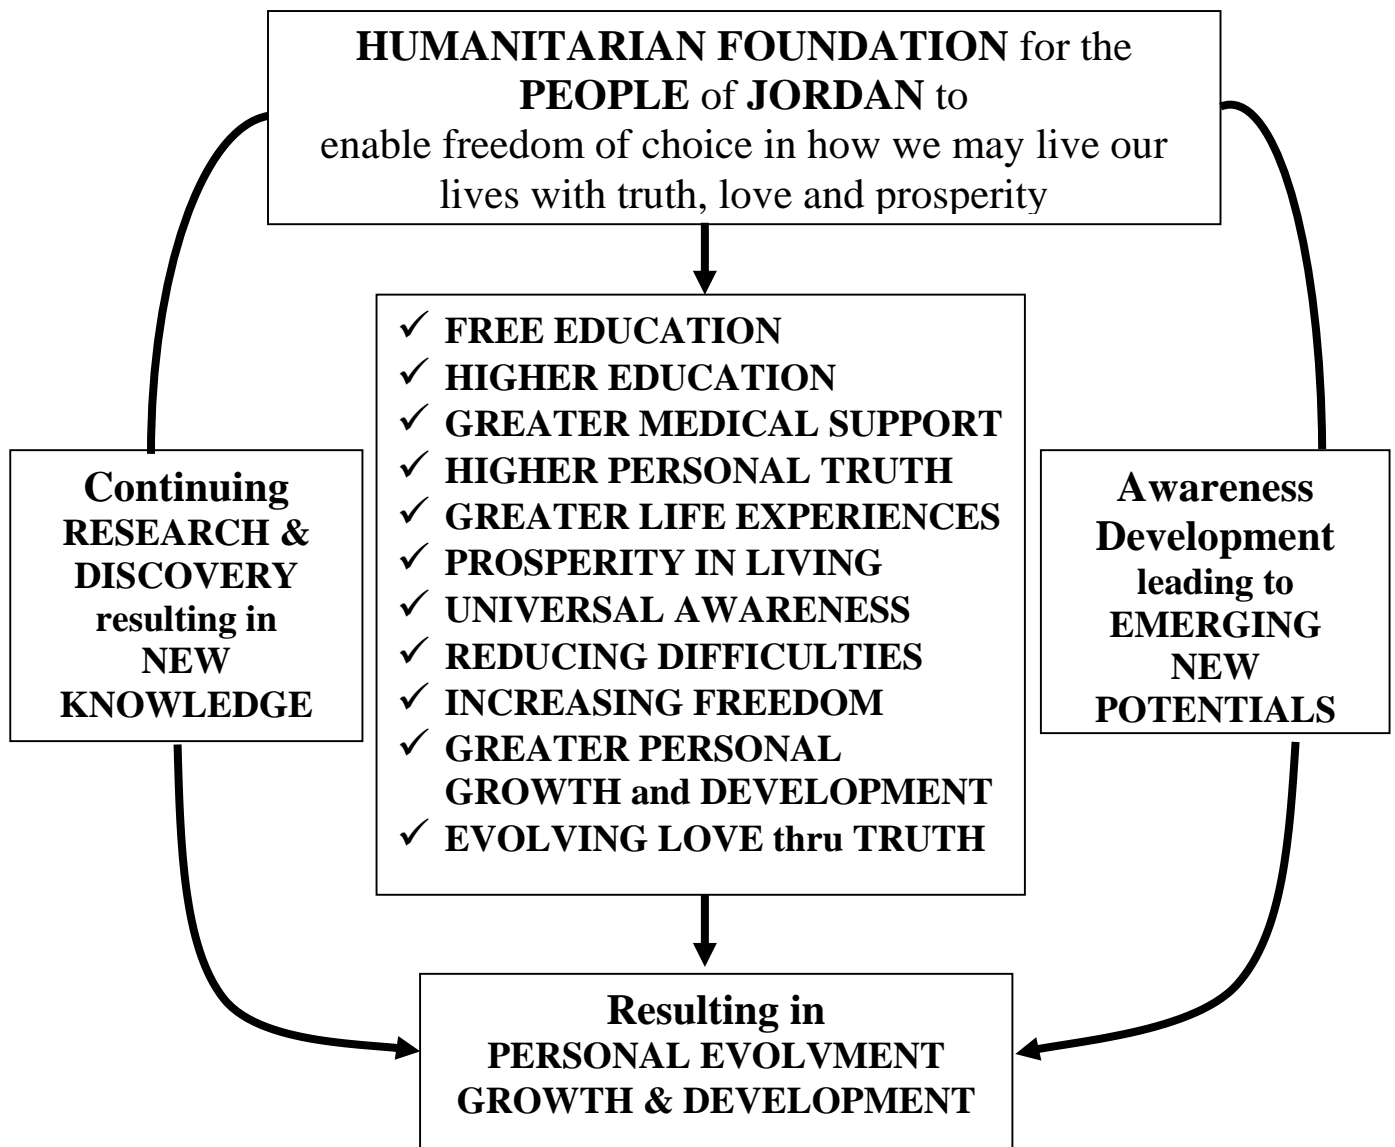 HUMANITARIAN FOUNDATION for the
PEOPLE of JORDAN to
enable freedom of choice in how we may live our
lives with truth, love and prosperity
Continuing
RESEARCH &
DISCOVERY
resulting in
NEW
KNOWLEDGE
✓ FREE EDUCATION
✓ HIGHER EDUCATION
✓ GREATER MEDICAL SUPPORT
✓ HIGHER PERSONAL TRUTH
✓ GREATER LIFE EXPERIENCES
✓ PROSPERITY IN LIVING
✓ UNIVERSAL AWARENESS
✓ REDUCING DIFFICULTIES
✓ INCREASING FREEDOM
✓ GREATER PERSONAL
GROWTH and DEVELOPMENT
✓ EVOLVING LOVE thru TRUTH
Awareness
Development
leading to
EMERGING
NEW
POTENTIALS
Resulting in
PERSONAL EVOLVMENT
GROWTH & DEVELOPMENT